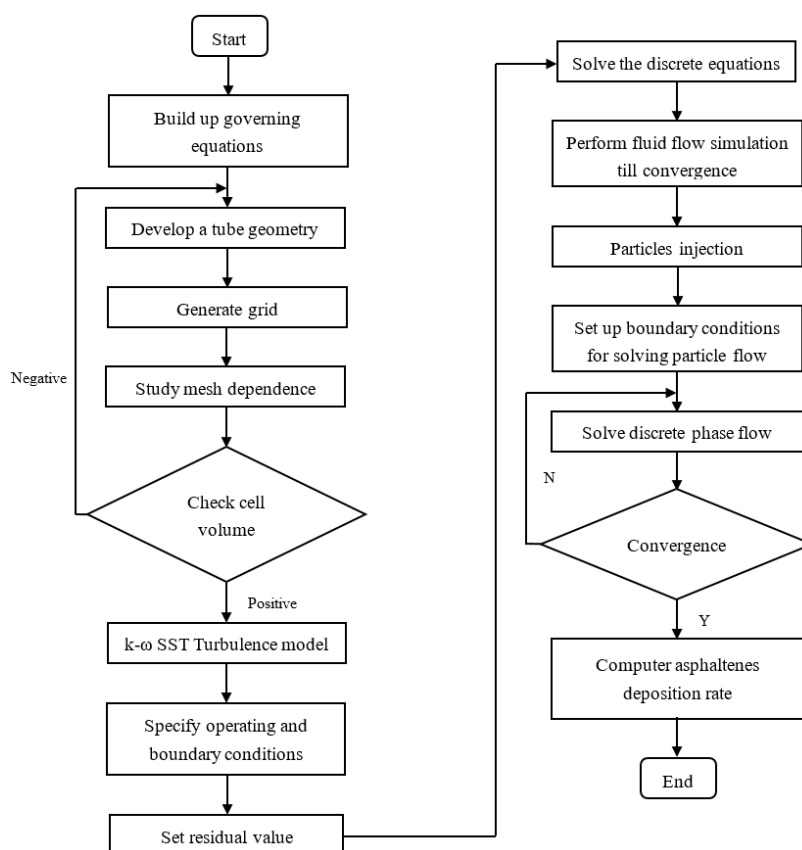 Start
Build up governing
equations
Develop a tube geometry
Generate grid
Negative
Study mesh dependence
Check cell
volume
Positive
k-ω SST Turbulence model
Specify operating and
boundary conditions
Set residual value
Solve the discrete equations
Perform fluid flow simulation
till convergence
Particles injection
Set up boundary conditions
for solving particle flow
Solve discrete phase flow
N
Convergence
Y
Computer asphaltenes
deposition rate
End